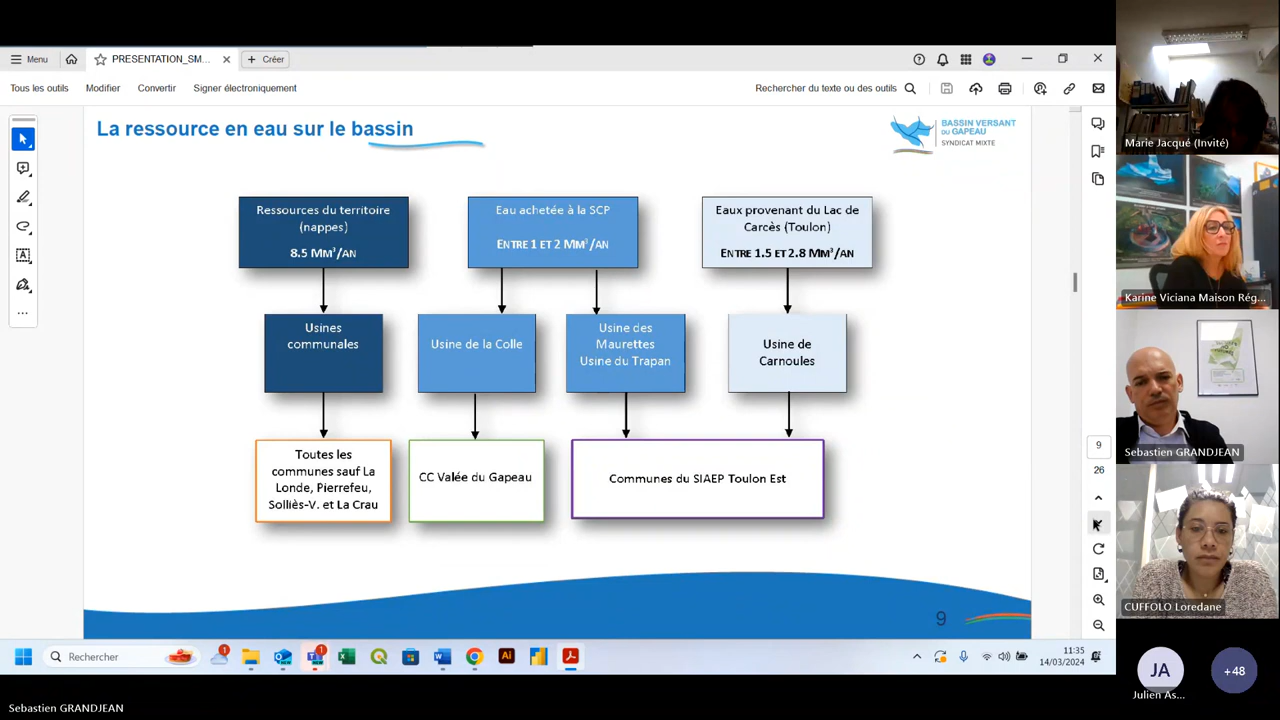 Menu
PRESENTATION_SM...
Créer
Tous les outils
Modifier
Convertir
Signer électroniquement
Rechercher du texte ou des outils
La ressource en eau sur le bassin
BASSIN VERSANT
DU GAPEAU
SYNDICAT MIXTE
Ressources du territoire
(nappes)
8.5 MM³/AN
Eau achetée à la SCP
ENTRE 1 ET 2 MM³/AN
Eaux provenant du Lac de
Carcès (Toulon)
ENTRE 1.5 ET 2.8 MM³/AN
Usines
communales
Usine de la Colle
Usine des
Maurettes
Usine du Trapan
Usine de
Carnoules
Toutes les
communes sauf La
Londe, Pierrefeu,
Solliès-V. et La Crau
CC Valée du Gapeau
Communes du SIAEP Toulon Est
9
9
26
Rechercher
1
1
11:35
14/03/2024
Marie Jacqué (Invité)
Karine Viciana Maison Rég...
Sebastien GRANDJEAN
CUFFOLO Loredane
JA
Julien As...
+48
Sebastien GRANDJEAN